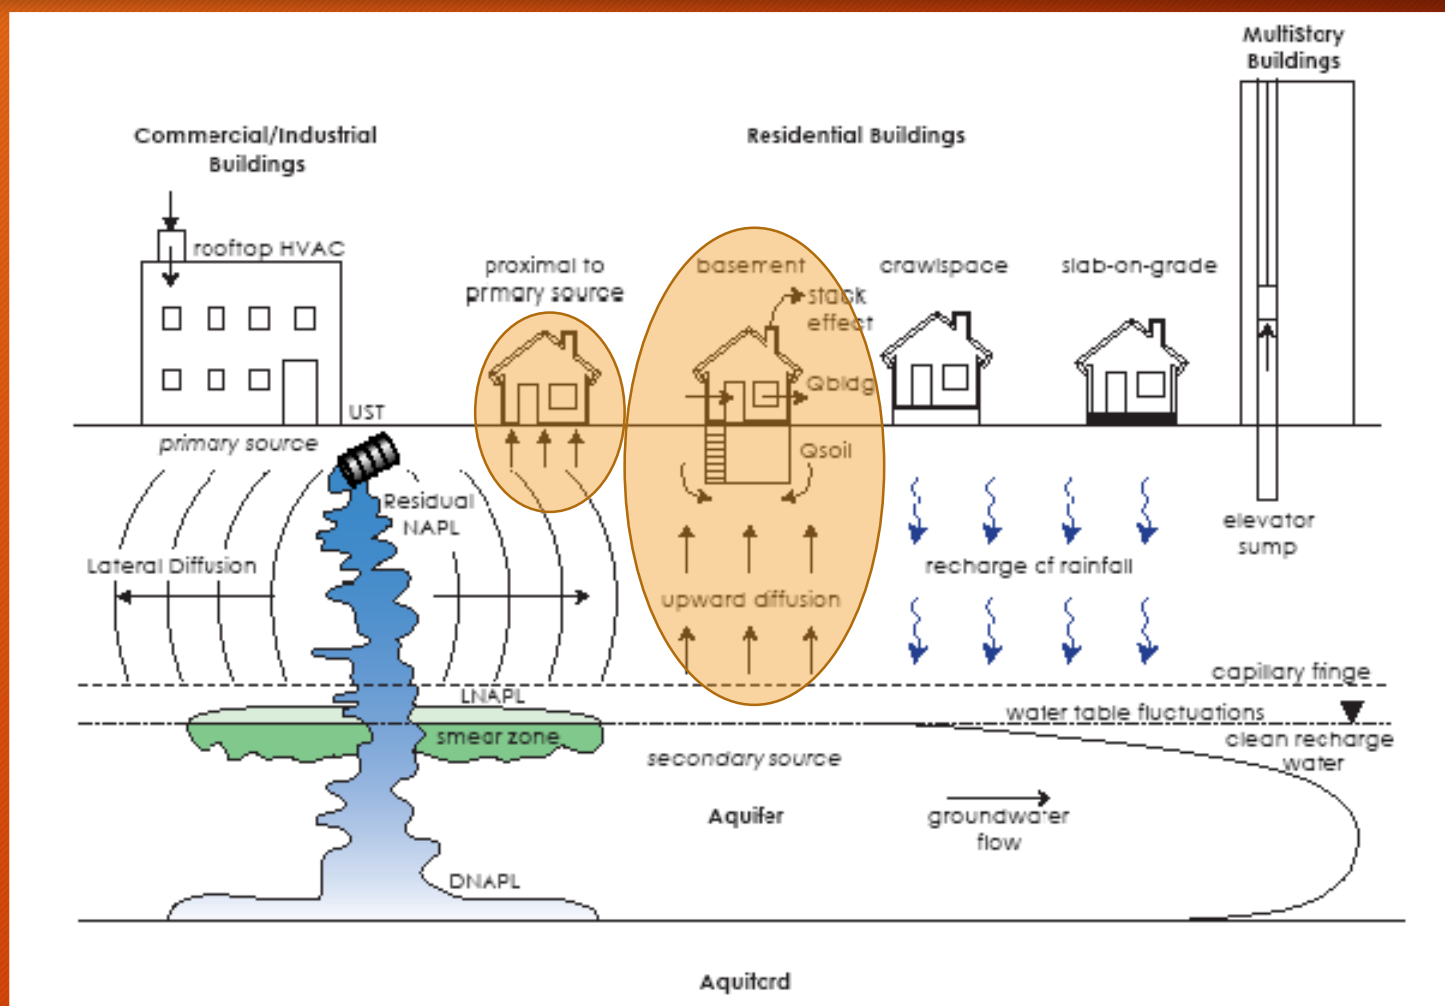 MultiStory
Buildings
Commercial/Industrial
Buildings
Residential Buildings
rooftop HVAC
proximal to
prmary source
basement
crawlspace
slab-on-grade
stack
effect
Qbldg
UST
primary source
Qsoil
Residual
NAPL
elevator
sump
Lateral Diffusion
recharge cf rainfall
upward diffusion
capillary fringe
LNAPL
water table fluctuations
smear zone
clean recharge
water
secondary source
Aquifer
groundwater
flow
DNAPL
Aquitard